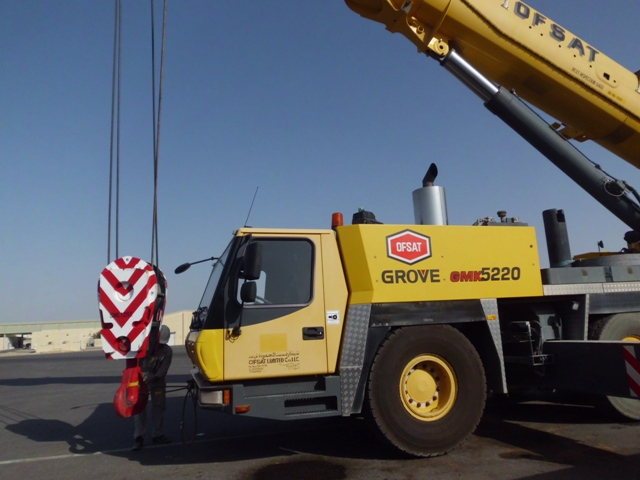 OFSAT
OFSAT
GROVE GMK5220
OFSAT LIMITED Co. LLC